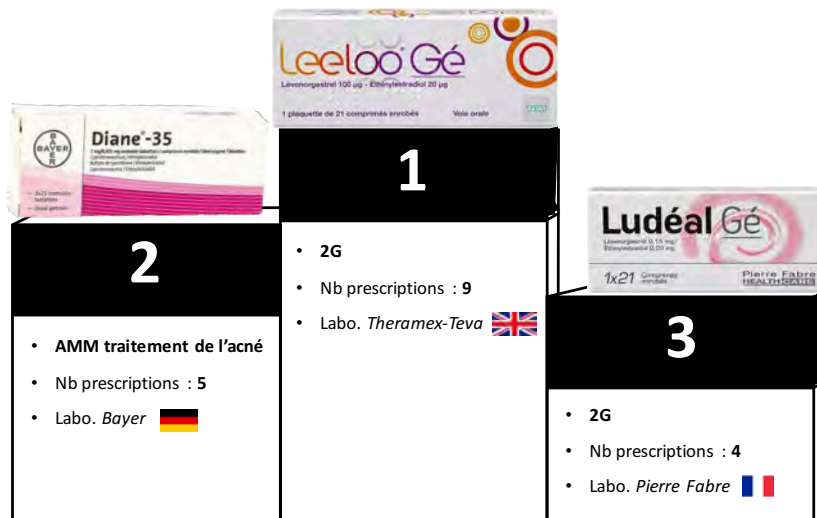 Leeloo Gé
Lévonorgestrel 100 µg - Ethinylestradiol 20 µg
1 plaquette de 21 comprimés enrobés Voie orale
TEVA
BAYER
BAYER
Diane®-35
1
Ludéal Gé
Lévonorgestrel 0,15 mg/
Ethinylestradiol 0,03 mg
1x21 Comprimés
enrobés
Pierre Fabre
HEALTH CARE
2
• 2G
• Nb prescriptions : 9
• Labo. Theramex-Teva
3
• AMM traitement de l'acné
• Nb prescriptions : 5
• Labo. Bayer
• 2G
• Nb prescriptions : 4
• Labo. Pierre Fabre